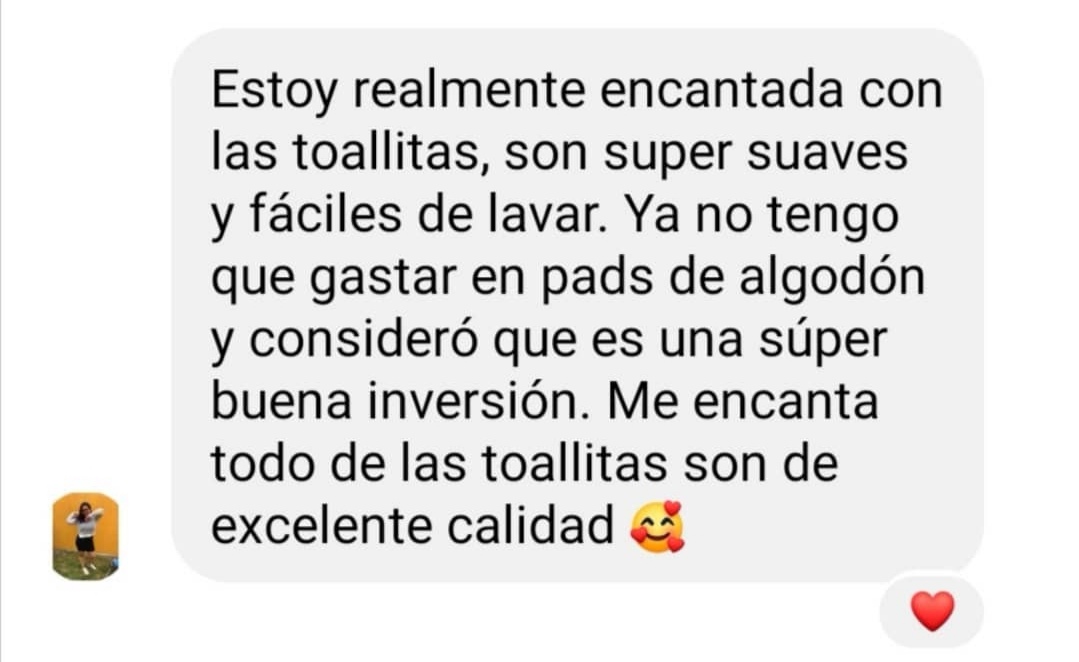 Estoy realmente encantada con
las toallitas, son super suaves
y fáciles de lavar. Ya no tengo
que gastar en pads de algodón
y consideró que es una súper
buena inversión. Me encanta
todo de las toallitas son de
excelente calidad 🥰